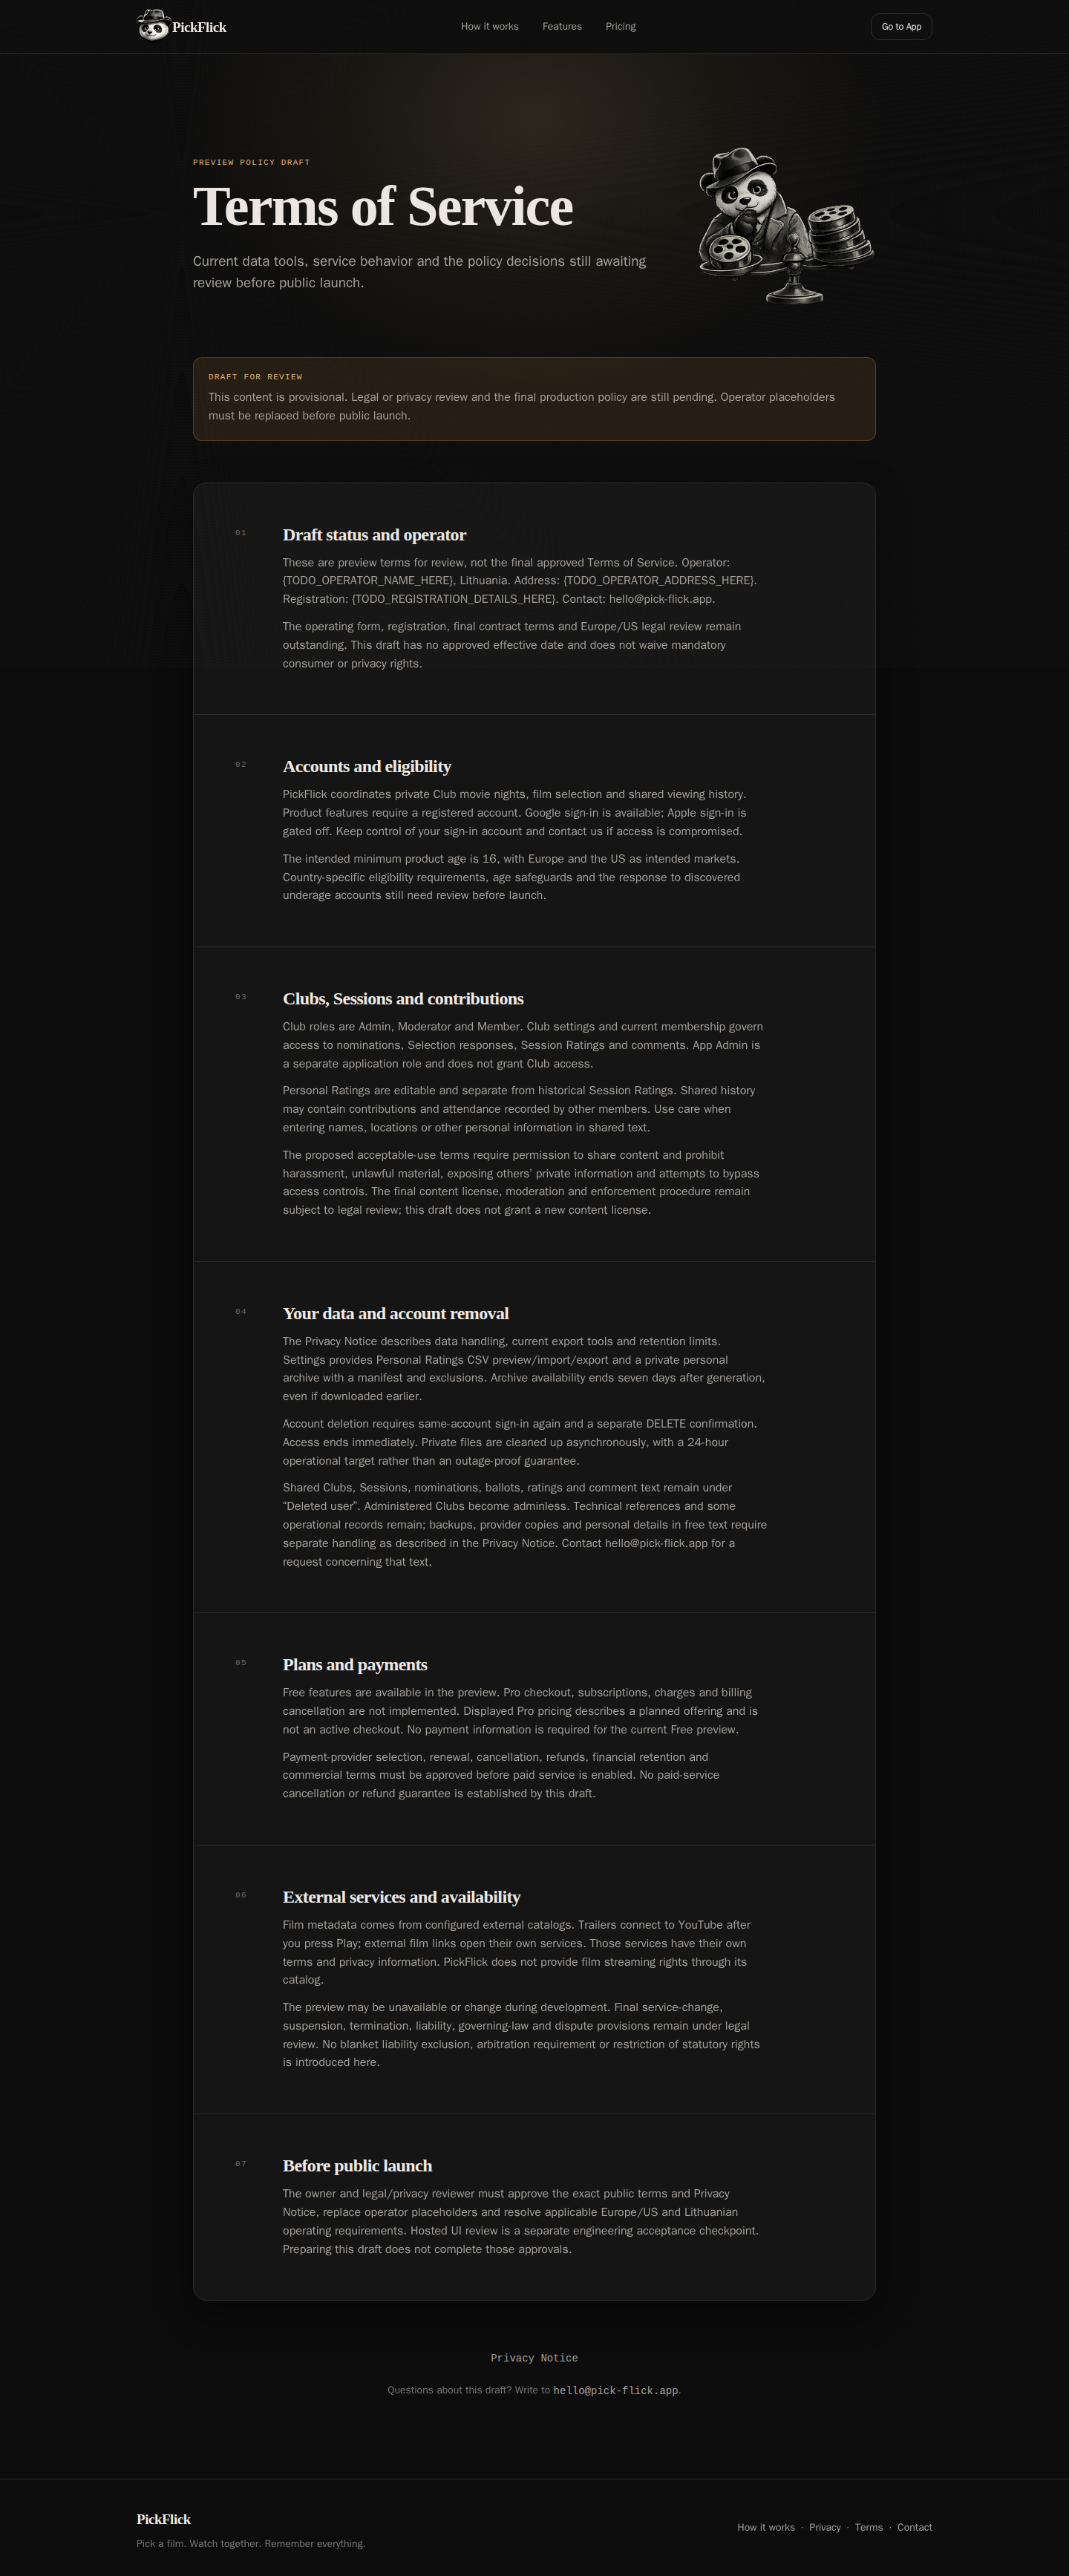 PickFlick
How it works
Features
Pricing
Go to App
PREVIEW POLICY DRAFT
Terms of Service
Current data tools, service behavior and the policy decisions still awaiting
review before public launch.
DRAFT FOR REVIEW
This content is provisional. Legal or privacy review and the final production policy are still pending. Operator placeholders
must be replaced before public launch.
01
Draft status and operator
These are preview terms for review, not the final approved Terms of Service. Operator:
{TODO_OPERATOR_NAME_HERE}, Lithuania. Address: {TODO_OPERATOR_ADDRESS_HERE}.
Registration: {TODO_REGISTRATION_DETAILS_HERE}. Contact: hello@pick-flick.app.
The operating form, registration, final contract terms and Europe/US legal review remain
outstanding. This draft has no approved effective date and does not waive mandatory
consumer or privacy rights.
02
Accounts and eligibility
PickFlick coordinates private Club movie nights, film selection and shared viewing history.
Product features require a registered account. Google sign-in is available; Apple sign-in is
gated off. Keep control of your sign-in account and contact us if access is compromised.
The intended minimum product age is 16, with Europe and the US as intended markets.
Country-specific eligibility requirements, age safeguards and the response to discovered
underage accounts still need review before launch.
03
Clubs, Sessions and contributions
Club roles are Admin, Moderator and Member. Club settings and current membership govern
access to nominations, Selection responses, Session Ratings and comments. App Admin is
a separate application role and does not grant Club access.
Personal Ratings are editable and separate from historical Session Ratings. Shared history
may contain contributions and attendance recorded by other members. Use care when
entering names, locations or other personal information in shared text.
The proposed acceptable-use terms require permission to share content and prohibit
harassment, unlawful material, exposing others' private information and attempts to bypass
access controls. The final content license, moderation and enforcement procedure remain
subject to legal review; this draft does not grant a new content license.
04
Your data and account removal
The Privacy Notice describes data handling, current export tools and retention limits.
Settings provides Personal Ratings CSV preview/import/export and a private personal
archive with a manifest and exclusions. Archive availability ends seven days after generation,
even if downloaded earlier.
Account deletion requires same-account sign-in again and a separate DELETE confirmation.
Access ends immediately. Private files are cleaned up asynchronously, with a 24-hour
operational target rather than an outage-proof guarantee.
Shared Clubs, Sessions, nominations, ballots, ratings and comment text remain under
"Deleted user". Administered Clubs become adminless. Technical references and some
operational records remain; backups, provider copies and personal details in free text require
separate handling as described in the Privacy Notice. Contact hello@pick-flick.app for a
request concerning that text.
05
Plans and payments
Free features are available in the preview. Pro checkout, subscriptions, charges and billing
cancellation are not implemented. Displayed Pro pricing describes a planned offering and is
not an active checkout. No payment information is required for the current Free preview.
Payment-provider selection, renewal, cancellation, refunds, financial retention and
commercial terms must be approved before paid service is enabled. No paid-service
cancellation or refund guarantee is established by this draft.
06
External services and availability
Film metadata comes from configured external catalogs. Trailers connect to YouTube after
you press Play; external film links open their own services. Those services have their own
terms and privacy information. PickFlick does not provide film streaming rights through its
catalog.
The preview may be unavailable or change during development. Final service-change,
suspension, termination, liability, governing-law and dispute provisions remain under legal
review. No blanket liability exclusion, arbitration requirement or restriction of statutory rights
is introduced here.
07
Before public launch
The owner and legal/privacy reviewer must approve the exact public terms and Privacy
Notice, replace operator placeholders and resolve applicable Europe/US and Lithuanian
operating requirements. Hosted UI review is a separate engineering acceptance checkpoint.
Preparing this draft does not complete those approvals.
Privacy Notice
Questions about this draft? Write to hello@pick-flick.app.
PickFlick
Pick a film. Watch together. Remember everything.
How it works · Privacy · Terms · Contact